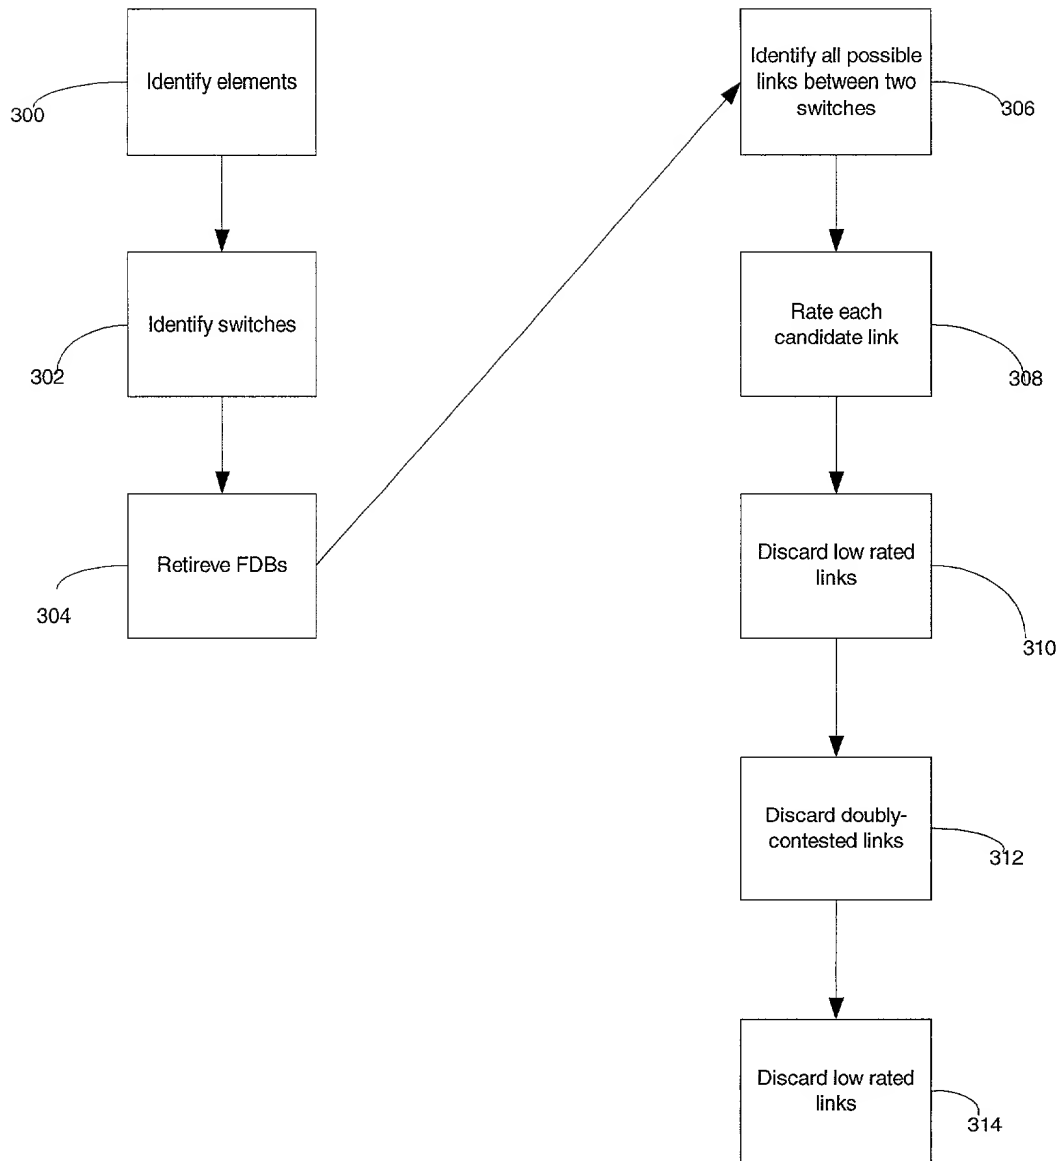 Identify elements
300
Identify switches
302
Retireve FDBs
304
Identify all possible
links between two
switches
306
Rate each
candidate link
308
Discard low rated
links
310
Discard doubly-
contested links
312
Discard low rated
links
314